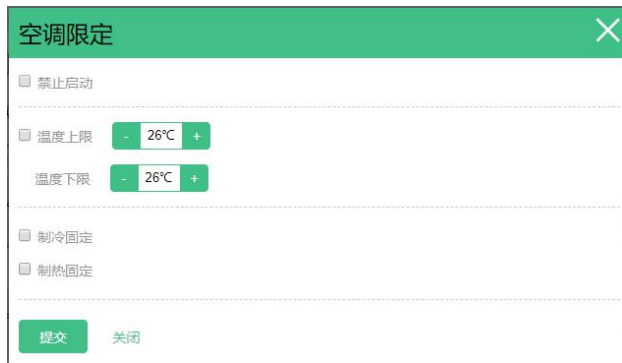 空调限定
禁止启动
温度上限 - 26℃ +
温度下限 - 26℃ +
制冷固定
制热固定
提交 关闭